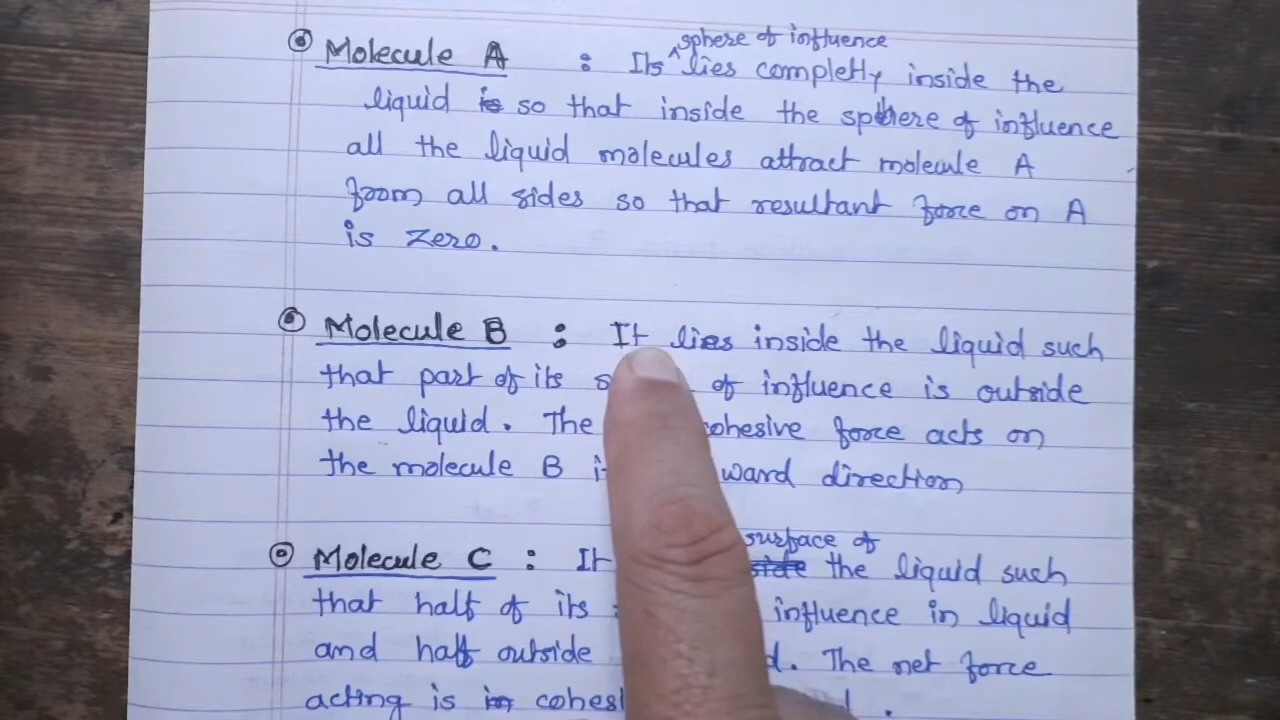 sphere of influence
Molecule A : Its ^ lies completly inside the
liquid is so that inside the sphere of influence
all the liquid molecules attract molecule A
from all sides so that resultant force on A
is zero.
Molecule B : It lies inside the liquid such
that part of its of influence is outside
the liquid. The cohesive force acts on
the molecule B ward direction
surface of
Molecule C : It side the liquid such
that half of its influence in liquid
and half outside . The net force
acting is in .